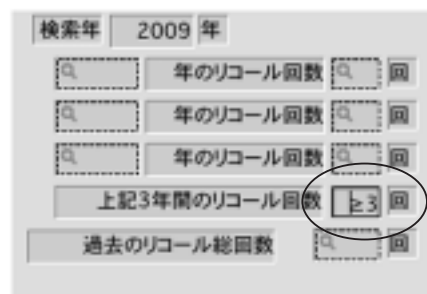 検索年 2009 年
年のリコール回数 回
年のリコール回数 回
年のリコール回数 回
上記3年間のリコール回数 ≥3 回
過去のリコール総回数 回